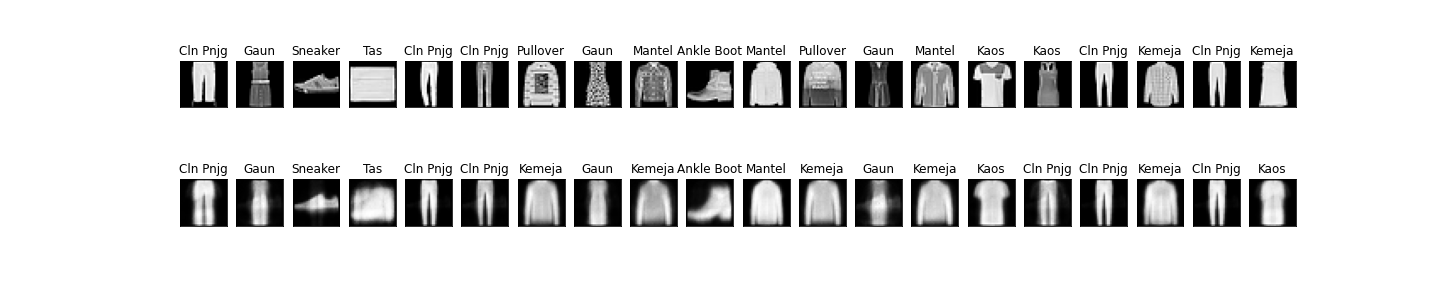 Cln Pnjg Gaun Sneaker Tas Cln Pnjg Cln Pnjg Pullover Gaun Mantel Ankle Boot Mantel Pullover Gaun Mantel Kaos Kaos Cln Pnjg Kemeja Cln Pnjg Kemeja
Cln Pnjg Gaun Sneaker Tas Cln Pnjg Cln Pnjg Kemeja Gaun Kemeja Ankle Boot Mantel Kemeja Gaun Kemeja Kaos Cln Pnjg Cln Pnjg Kemeja Cln Pnjg Kaos